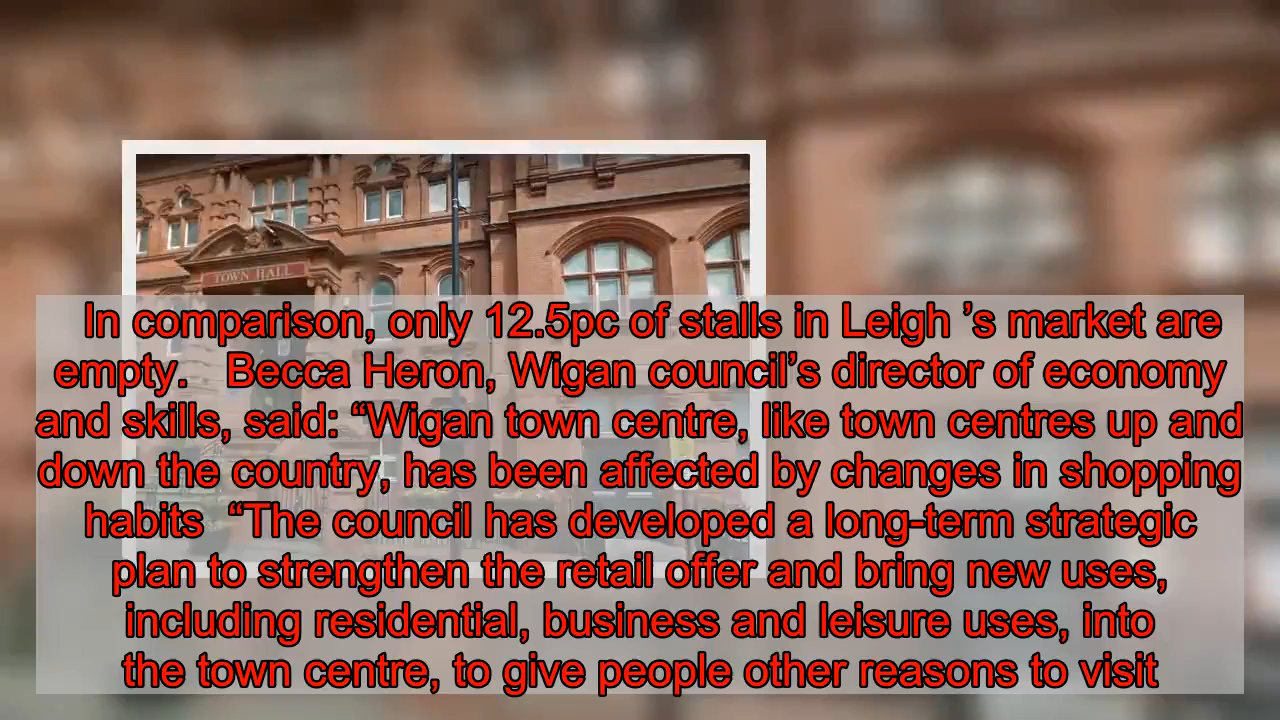 TOWN HALL
In comparison, only 12.5pc of stalls in Leigh ’s market are
empty.   Becca Heron, Wigan council’s director of economy
and skills, said: “Wigan town centre, like town centres up and
down the country, has been affected by changes in shopping
habits  “The council has developed a long-term strategic
plan to strengthen the retail offer and bring new uses,
including residential, business and leisure uses, into
the town centre, to give people other reasons to visit